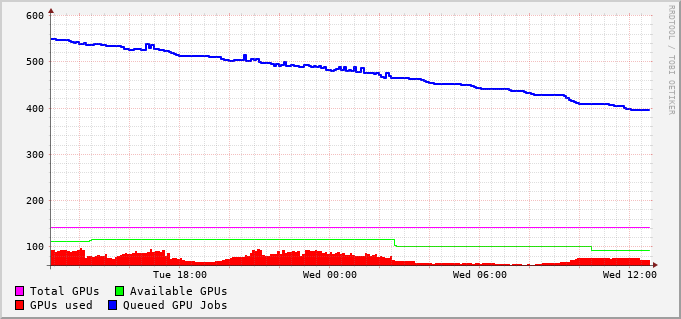 600
500
400
300
200
100
Tue 18:00 Wed 00:00 Wed 06:00 Wed 12:00
Total GPUs Available GPUs
GPUs used Queued GPU Jobs
RRDTOOL / TOBI OETIKER